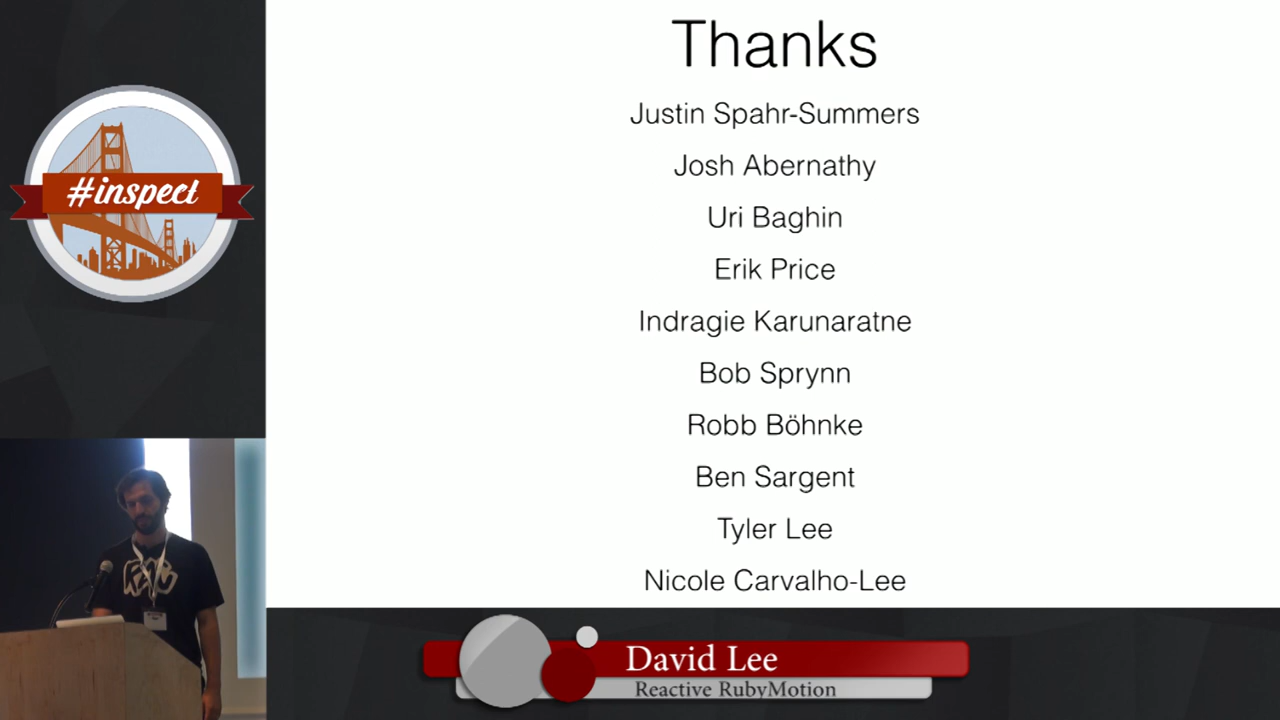 #inspect
Thanks
Justin Spahr-Summers
Josh Abernathy
Uri Baghin
Erik Price
Indragie Karunaratne
Bob Sprynn
Robb Böhnke
Ben Sargent
Tyler Lee
Nicole Carvalho-Lee
David Lee
Reactive RubyMotion